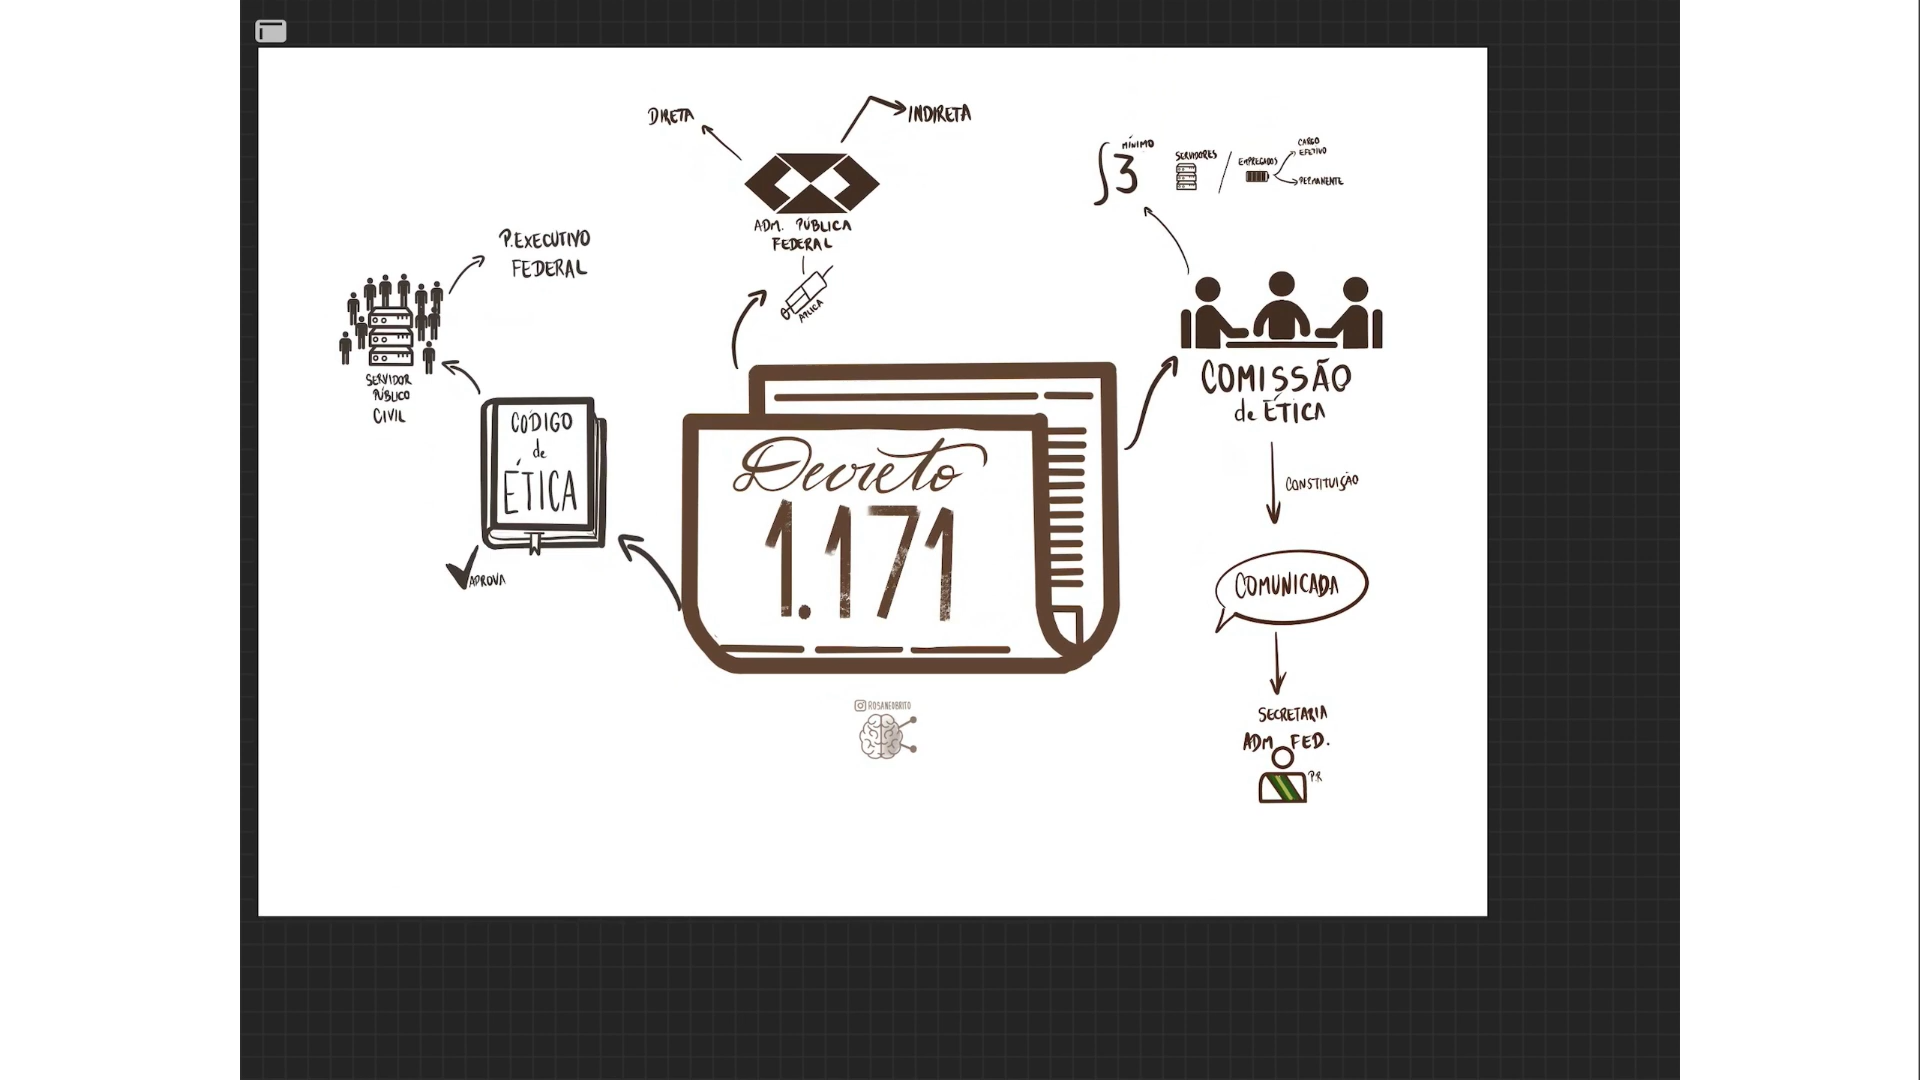 DIRETA
INDIRETA
ADM. PÚBLICA
FEDERAL
APLICA
MÍNIMO
3
SERVIDORES
EMPREGADOS
CARGO
EFETIVO
PERMANENTE
P.EXECUTIVO
FEDERAL
SERVIDOR
PÚBLICO
CIVIL
CÓDIGO
de
ÉTICA
APROVA
Decreto
1.171
COMISSÃO
de ÉTICA
CONSTITUIÇÃO
COMUNICADA
SECRETARIA
ADM FED.
PR
ROSANEOBRITO